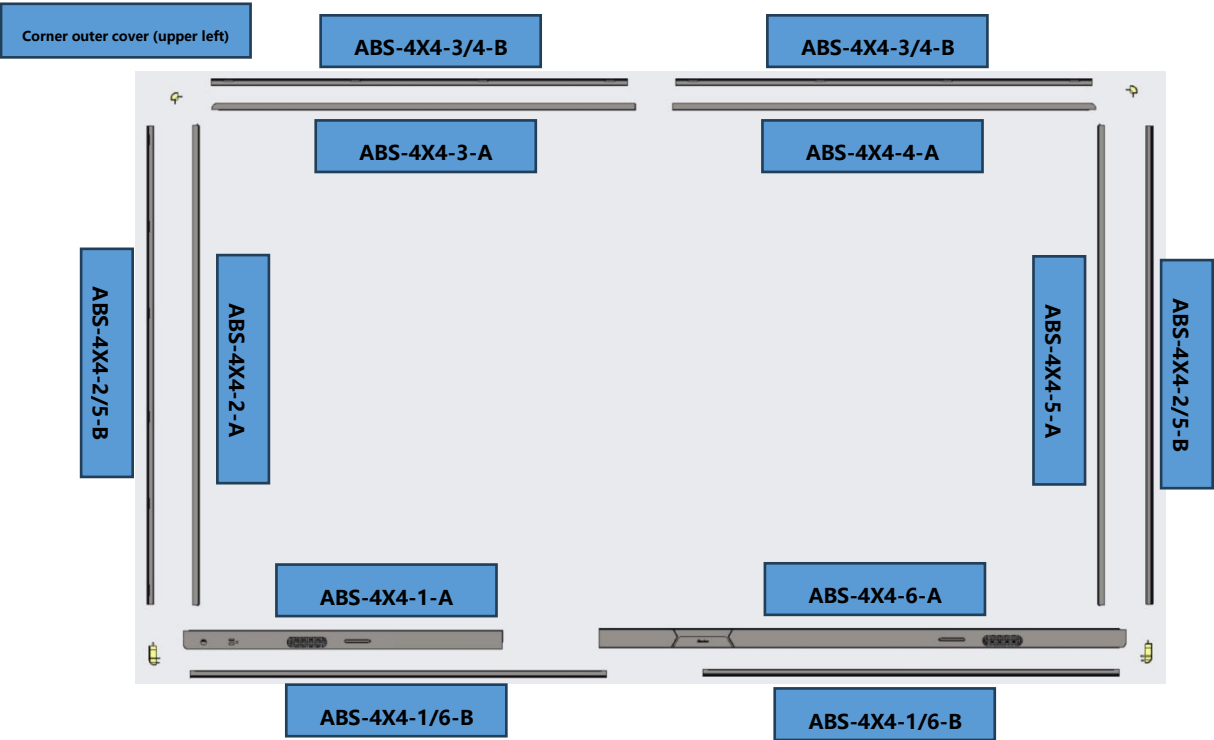 Corner outer cover (upper left)
ABS-4X4-3/4-B
ABS-4X4-3/4-B
ABS-4X4-3-A
ABS-4X4-4-A
ABS-4X4-2/5-B
ABS-4X4-2-A
ABS-4X4-5-A
ABS-4X4-2/5-B
ABS-4X4-1-A
ABS-4X4-6-A
ABS-4X4-1/6-B
ABS-4X4-1/6-B